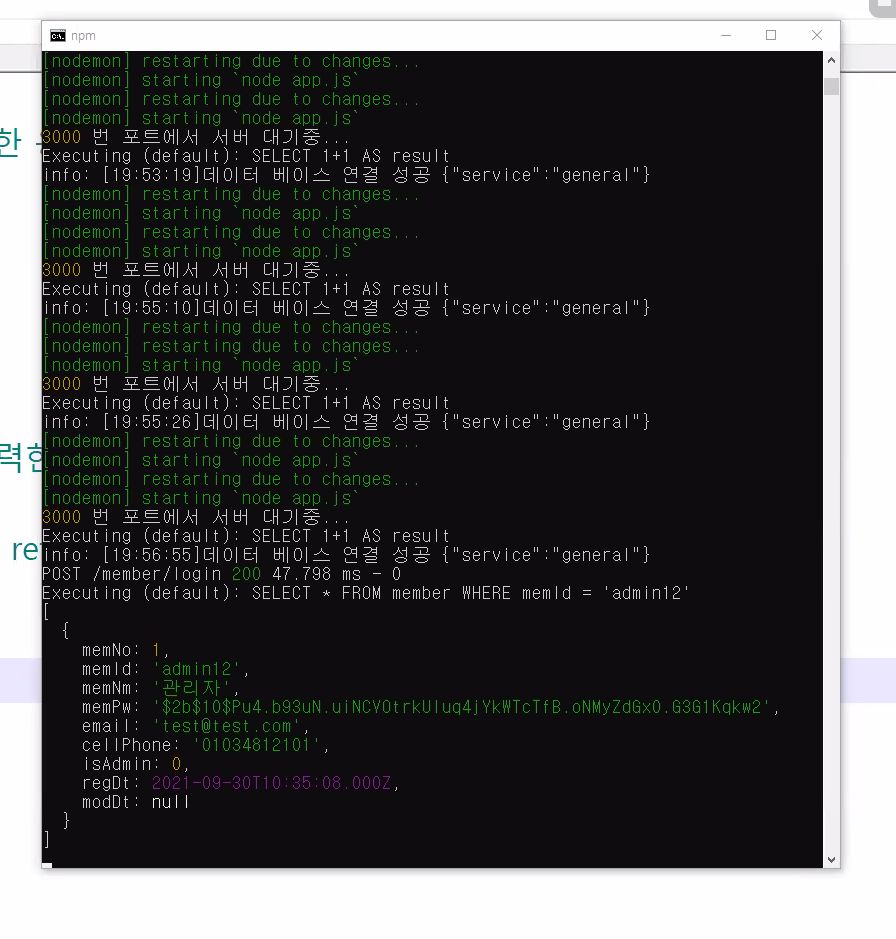 npm
[nodemon] restarting due to changes...
[nodemon] starting `node app.js`
[nodemon] restarting due to changes...
[nodemon] starting `node app.js`
한
3000 번 포트에서 서버 대기중...
Executing (default): SELECT 1+1 AS result
info: [19:53:19]데이터 베이스 연결 성공 {"service":"general"}
[nodemon] restarting due to changes...
[nodemon] starting `node app.js`
[nodemon] restarting due to changes...
[nodemon] starting `node app.js`
3000 번 포트에서 서버 대기중...
Executing (default): SELECT 1+1 AS result
info: [19:55:10]데이터 베이스 연결 성공 {"service":"general"}
[nodemon] restarting due to changes...
[nodemon] restarting due to changes...
[nodemon] starting `node app.js`
3000 번 포트에서 서버 대기중...
Executing (default): SELECT 1+1 AS result
info: [19:55:26]데이터 베이스 연결 성공 {"service":"general"}
[nodemon] restarting due to changes...
[nodemon] starting `node app.js`
[nodemon] restarting due to changes...
[nodemon] starting `node app.js`
3000 번 포트에서 서버 대기중...
Executing (default): SELECT 1+1 AS result
info: [19:56:55]데이터 베이스 연결 성공 {"service":"general"}
POST /member/login 200 47.798 ms - 0
Executing (default): SELECT * FROM member WHERE memId = 'admin12'
[
{
memNo: 1,
memId: 'admin12',
memNm: '관리자',
memPw: '$2b$10$Pu4.b93uN.uiNCVOtrkUIuq4jYkWTcTfB.oNMyZdGx0.G3G1Kqkw2',
email: 'test@test.com',
cellPhone: '01034812101',
isAdmin: 0,
regDt: 2021-09-30T10:35:08.000Z,
modDt: null
}
]